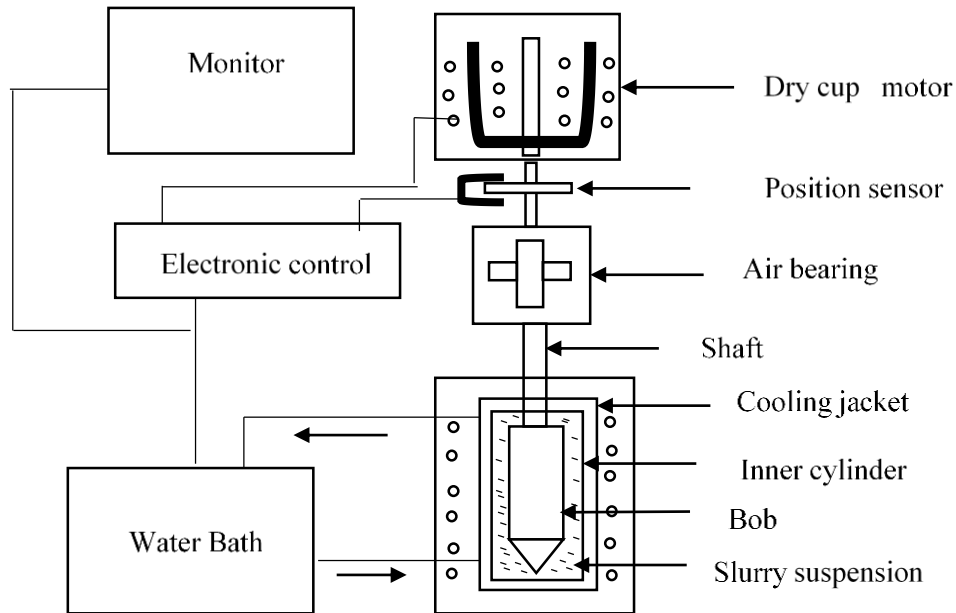 Monitor
Dry cup motor
Position sensor
Electronic control
Air bearing
Shaft
Cooling jacket
Inner cylinder
Bob
Water Bath
Slurry suspension